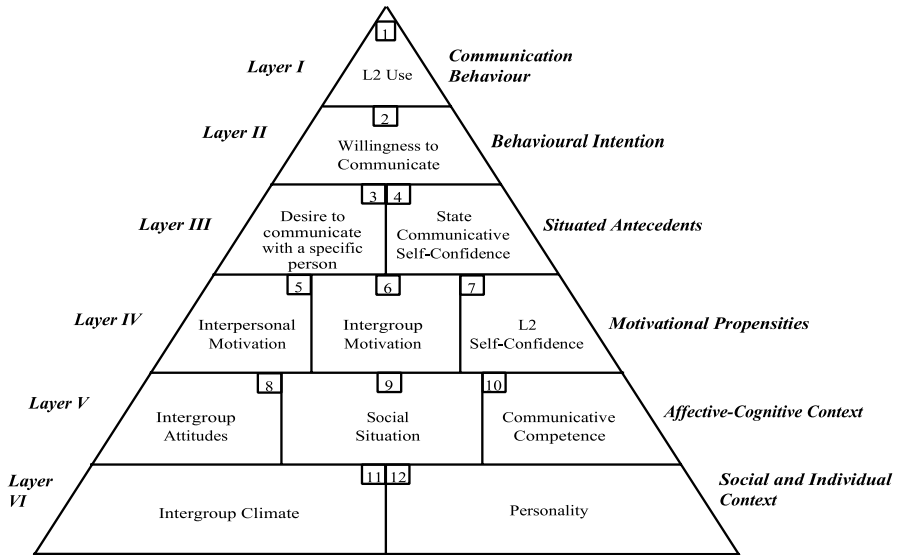 1
Layer I
L2 Use
Communication
Behaviour
2
Layer II
Willingness to
Communicate
Behavioural Intention
3
4
Layer III
Desire to
communicate
with a specific
person
State
Communicative
Self-Confidence
Situated Antecedents
5
6
7
Layer IV
Interpersonal
Motivation
Intergroup
Motivation
L2
Self-Confidence
Motivational Propensities
8
9
10
Layer V
Intergroup
Attitudes
Social
Situation
Communicative
Competence
Affective-Cognitive Context
11
12
Layer
VI
Intergroup Climate
Personality
Social and Individual
Context